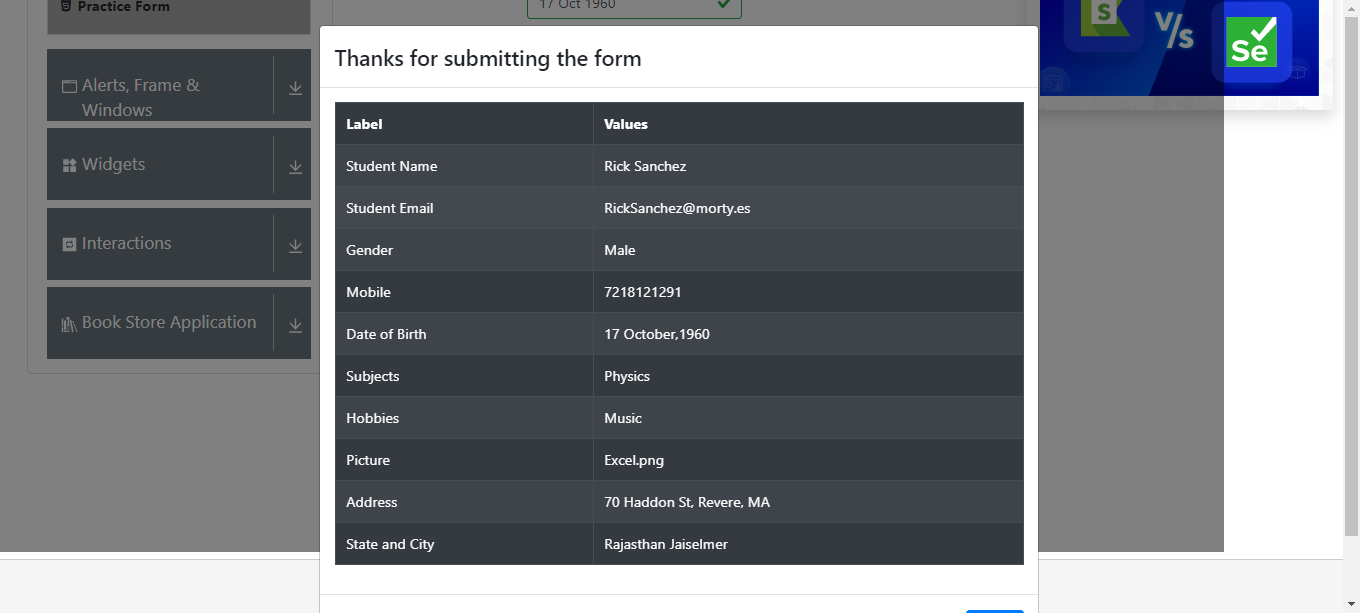 Practice Form
17 Oct 1960
S
V/s
Se
Thanks for submitting the form
Alerts, Frame &
Windows
Widgets
Interactions
Book Store Application
Label Values
Student Name Rick Sanchez
Student Email RickSanchez@morty.es
Gender Male
Mobile 7218121291
Date of Birth 17 October,1960
Subjects Physics
Hobbies Music
Picture Excel.png
Address 70 Haddon St, Revere, MA
State and City Rajasthan Jaiselmer